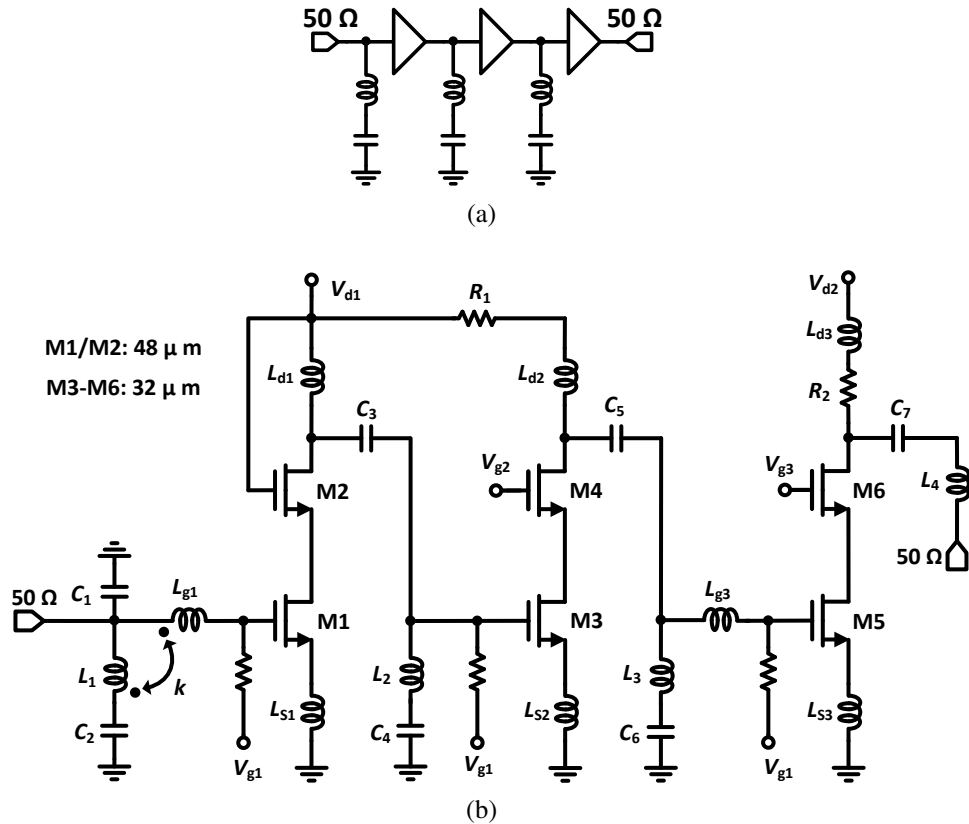 50 Ω
50 Ω
(a)
V_d1
R_1
V_d2
M1/M2: 48 μ m
M3-M6: 32 μ m
L_d1
L_d2
L_d3
R_2
C_3
C_5
C_7
V_g2
V_g3
M2
M4
M6
L_4
50 Ω
50 Ω
C_1
L_g1
M1
M3
L_g3
M5
L_1
k
C_2
L_S1
L_2
C_4
L_S2
L_3
C_6
L_S3
V_g1
V_g1
V_g1
(b)